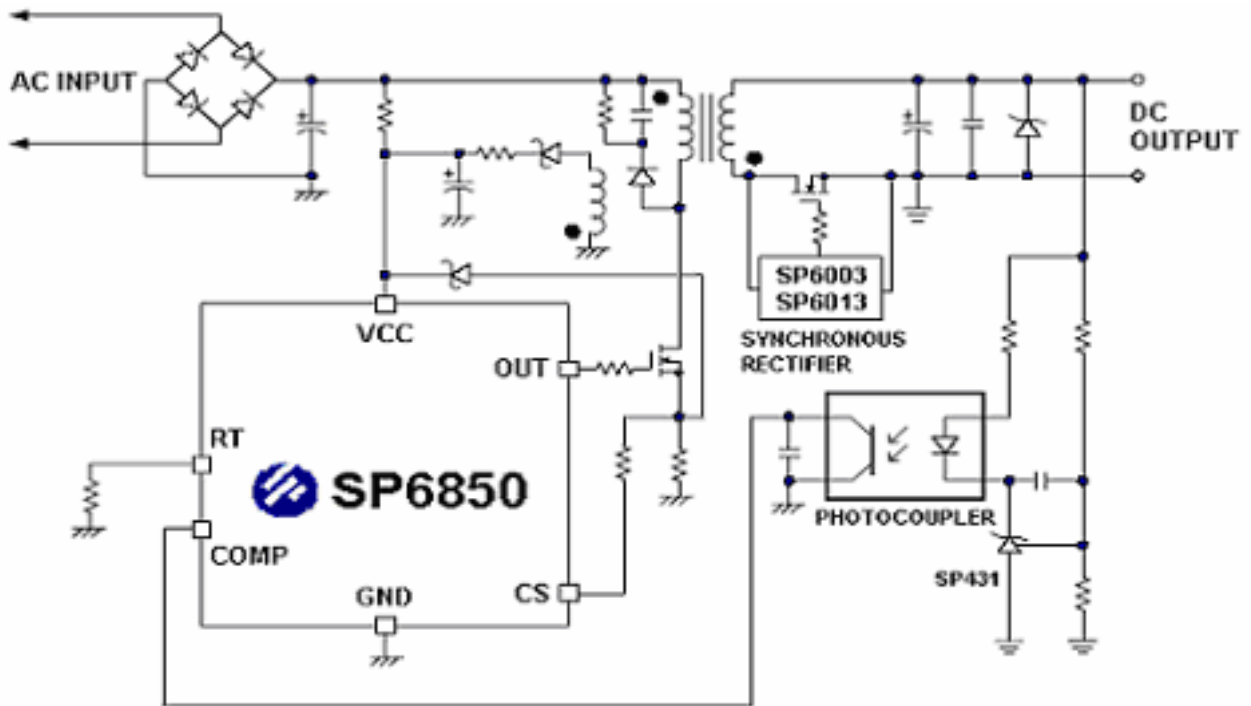 AC INPUT
DC
OUTPUT
SP6003
SP6013
SYNCHRONOUS
RECTIFIER
VCC
OUT
RT
SP6850
COMP
GND
CS
PHOTOCOUPLER
SP431